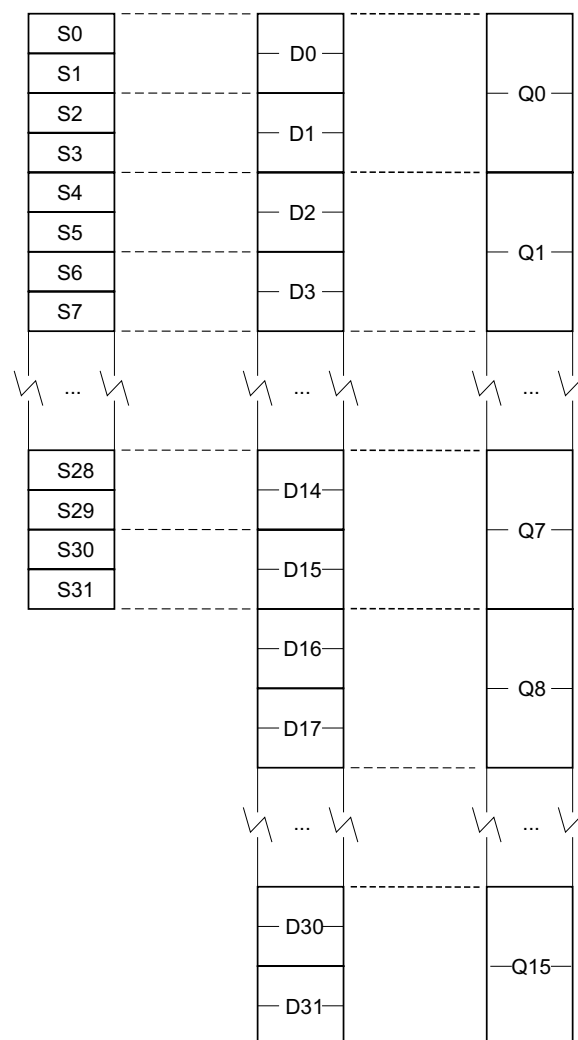 S0
S1
S2
S3
S4
S5
S6
S7
...
S28
S29
S30
S31
D0
D1
D2
D3
...
D14
D15
D16
D17
...
D30
D31
Q0
Q1
...
Q7
Q8
...
Q15